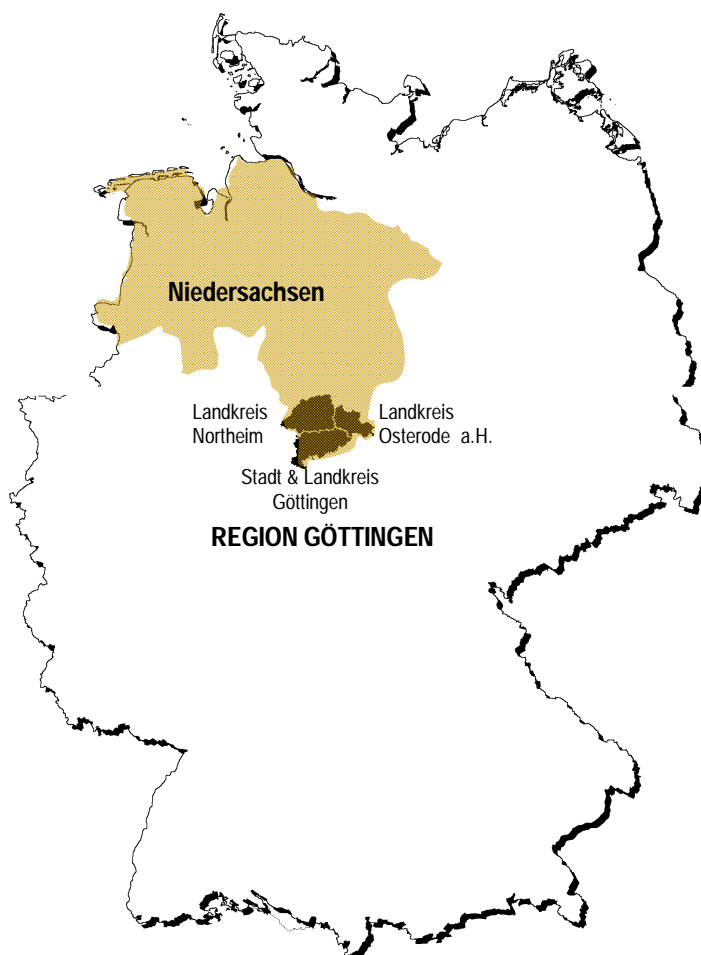 Niedersachsen
Landkreis
Northeim
Landkreis
Osterode a.H.
Stadt & Landkreis
Göttingen
REGION GÖTTINGEN